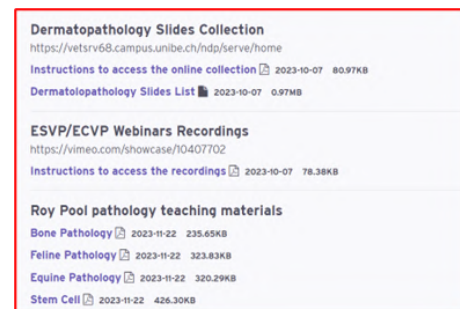 Dermatopathology Slides Collection
https://vetsrv68.campus.unibe.ch/ndp/serve/home
Instructions to access the online collection 2023-10-07 80.97KB
Dermatolopathology Slides List 2023-10-07 0.97MB
ESVP/ECVP Webinars Recordings
https://vimeo.com/showcase/10407702
Instructions to access the recordings 2023-10-07 78.38KB
Roy Pool pathology teaching materials
Bone Pathology 2023-11-22 235.65KB
Feline Pathology 2023-11-22 323.83KB
Equine Pathology 2023-11-22 320.29KB
Stem Cell 2023-11-22 426.30KB